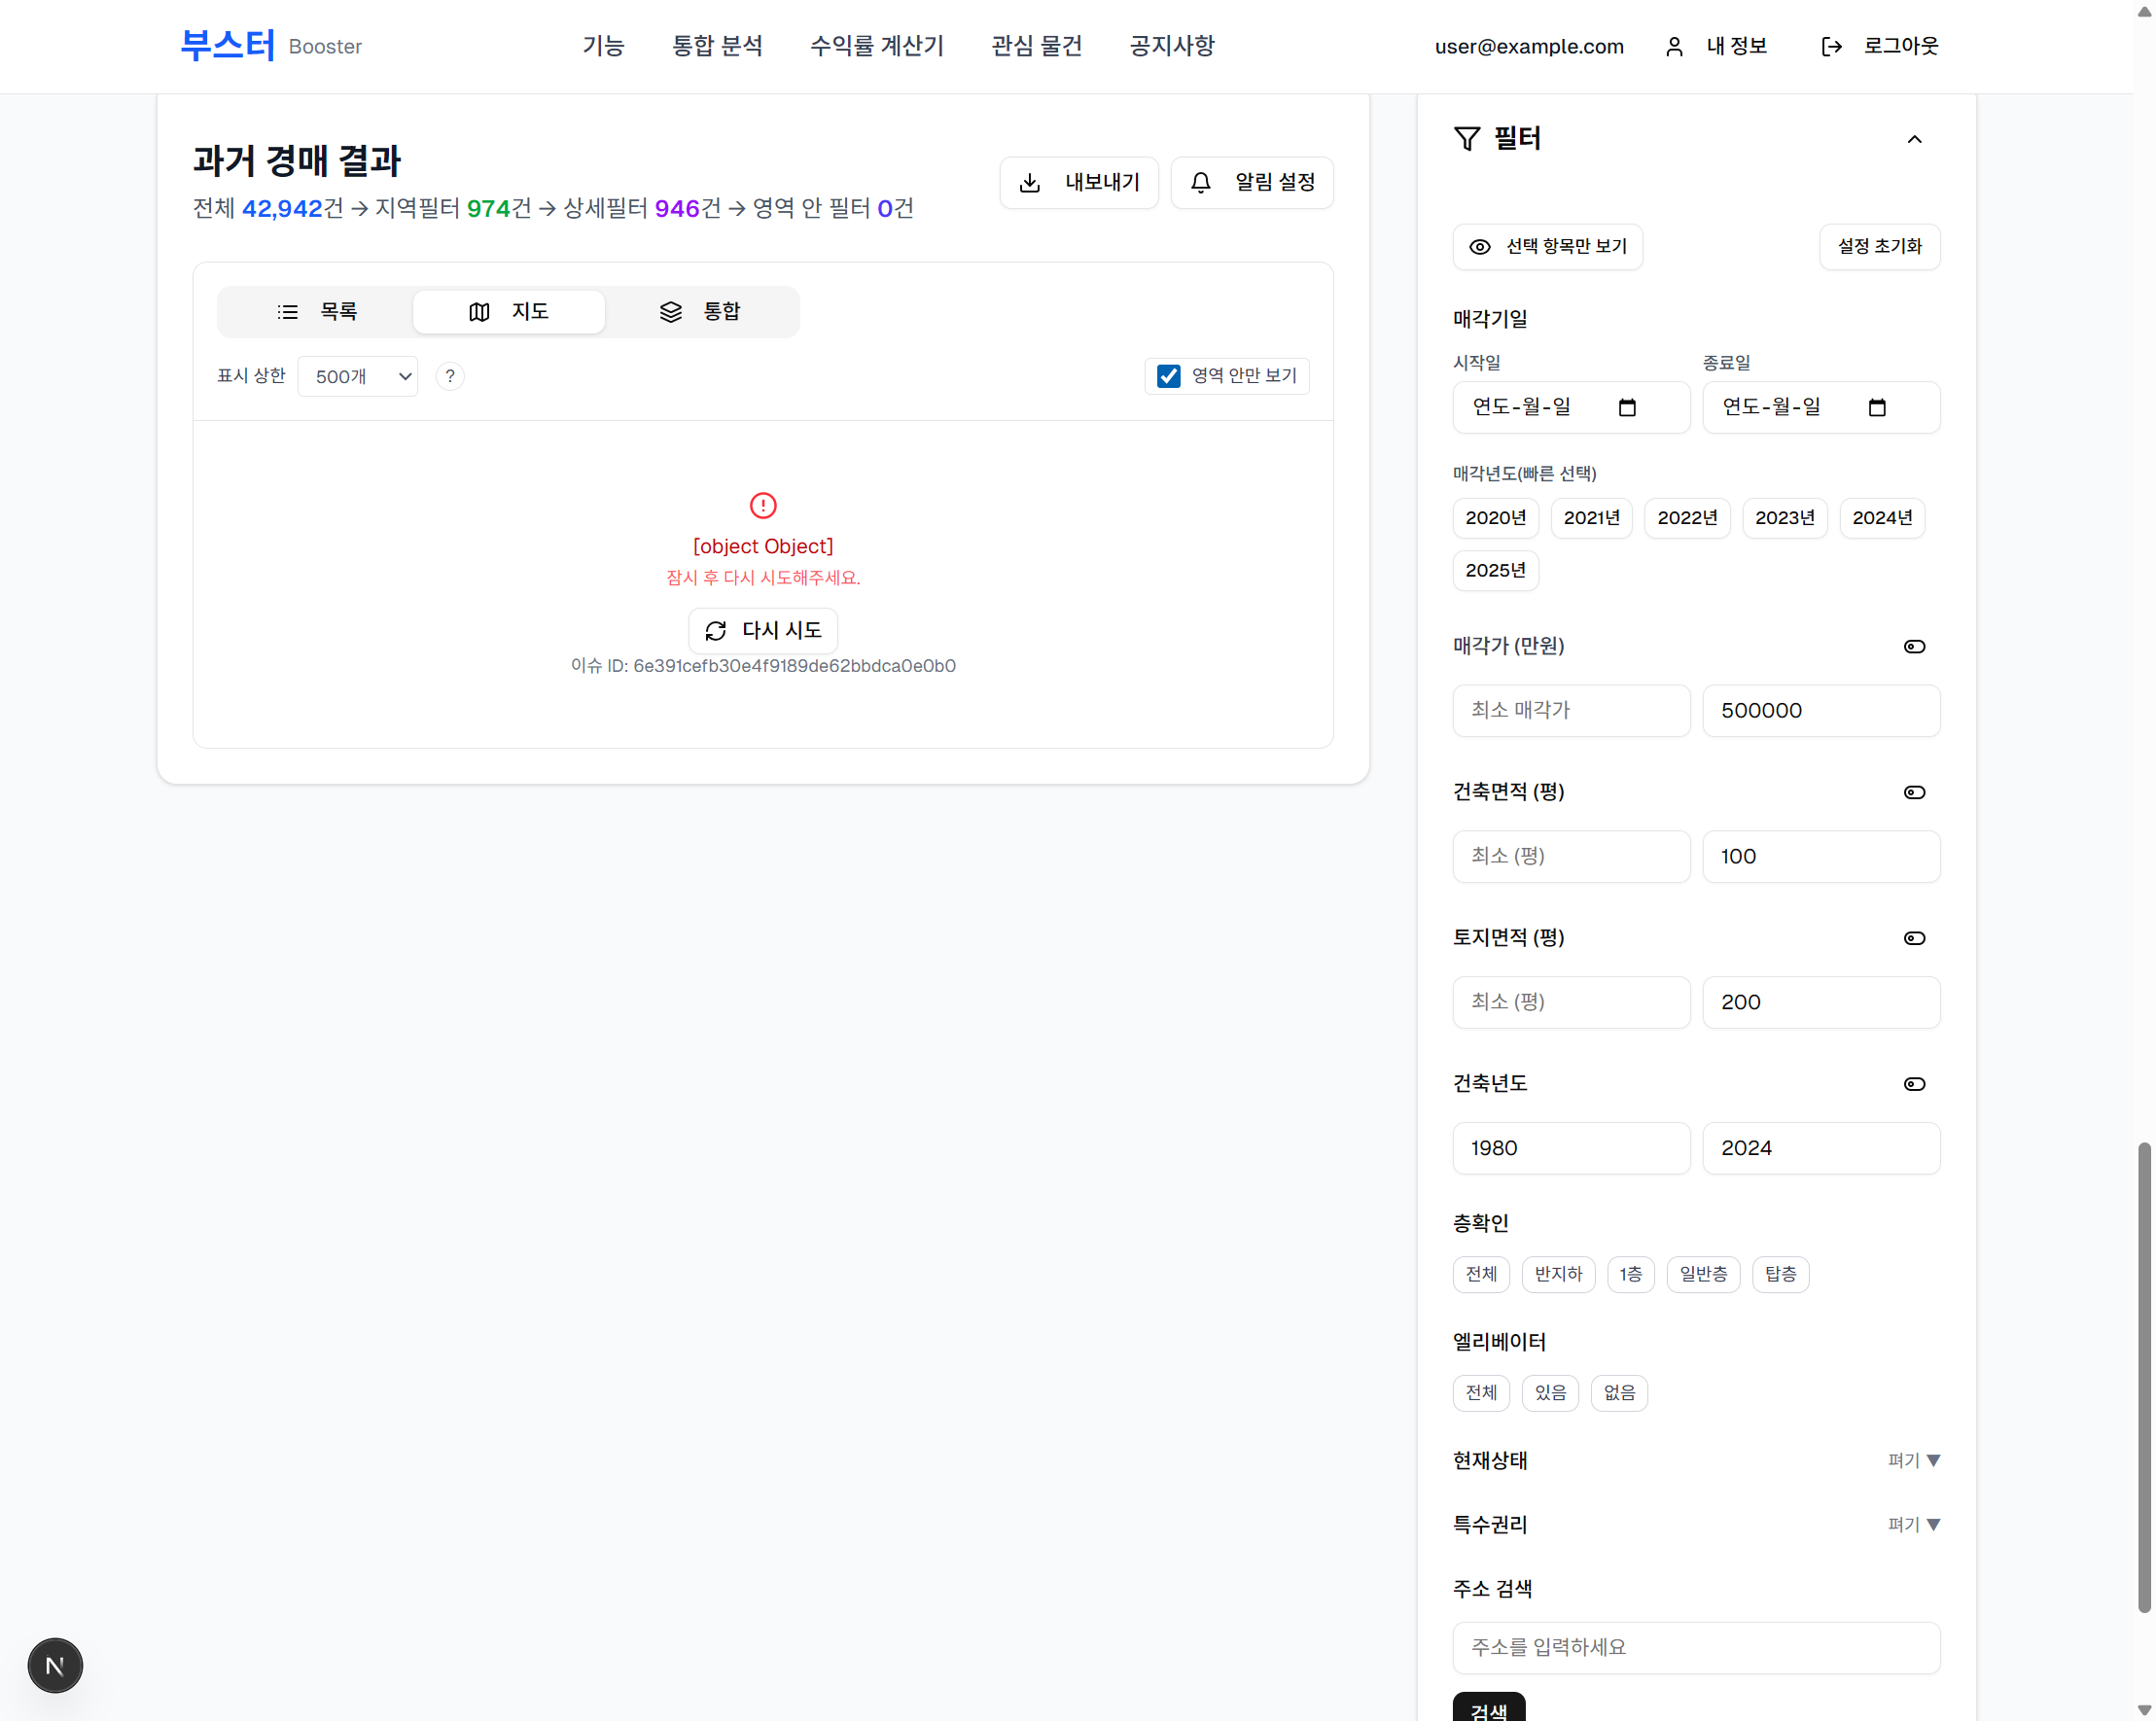 부스터 Booster
기능 통합 분석 수익률 계산기 관심 물건 공지사항
user@example.com 내 정보 로그아웃
과거 경매 결과
전체 42,942건 → 지역필터 974건 → 상세필터 946건 → 영역 안 필터 0건
내보내기 알림 설정
목록 지도 통합
표시 상한 500개 ? 영역 안만 보기
[object Object]
잠시 후 다시 시도해주세요.
다시 시도
이슈 ID: 6e391cefb30e4f9189de62bbdca0e0b0
필터
선택 항목만 보기 설정 초기화
매각기일
시작일 종료일
연도-월-일 연도-월-일
매각년도(빠른 선택)
2020년 2021년 2022년 2023년 2024년
2025년
매각가 (만원)
최소 매각가 500000
건축면적 (평)
최소 (평) 100
토지면적 (평)
최소 (평) 200
건축년도
1980 2024
층확인
전체 반지하 1층 일반층 탑층
엘리베이터
전체 있음 없음
현재상태 펴기 ▼
특수권리 펴기 ▼
주소 검색
주소를 입력하세요
검색
N